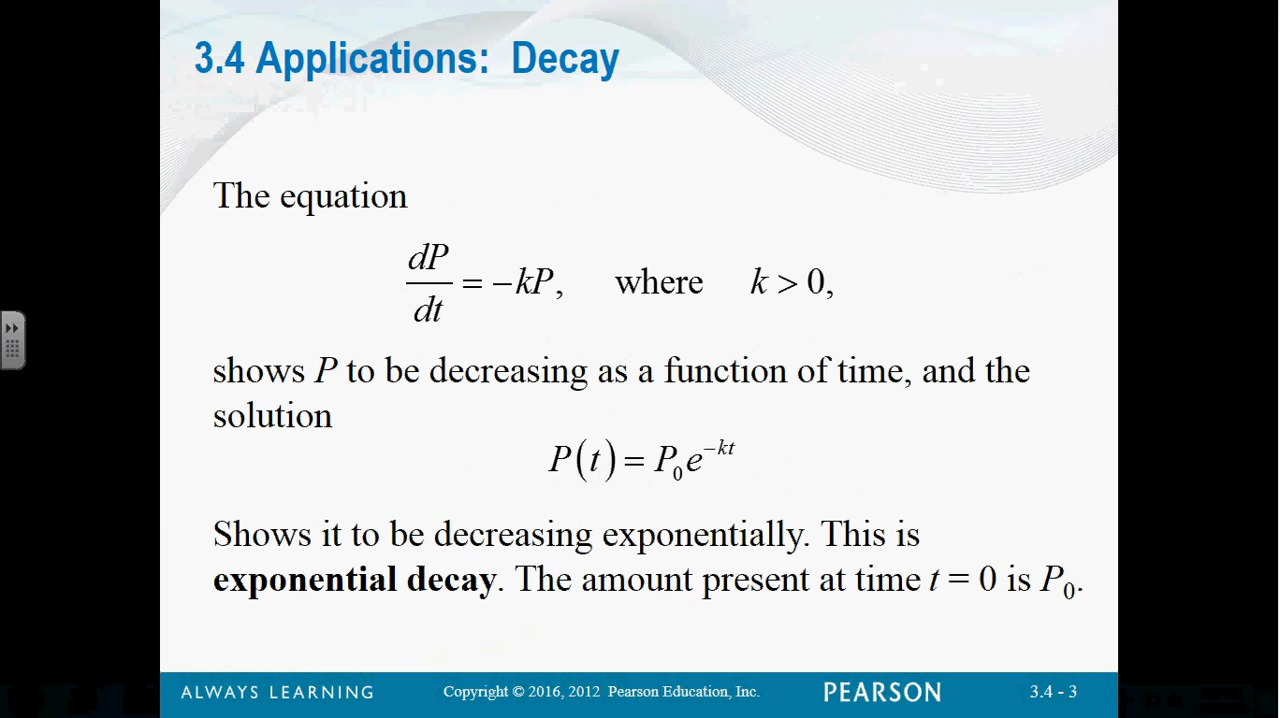 3.4 Applications: Decay
The equation
dP/dt = −kP, where k > 0,
shows P to be decreasing as a function of time, and the
solution
P(t) = P₀e^{−kt}
Shows it to be decreasing exponentially. This is
exponential decay. The amount present at time t = 0 is P₀.
ALWAYS LEARNING Copyright © 2016, 2012 Pearson Education, Inc. PEARSON 3.4 - 3